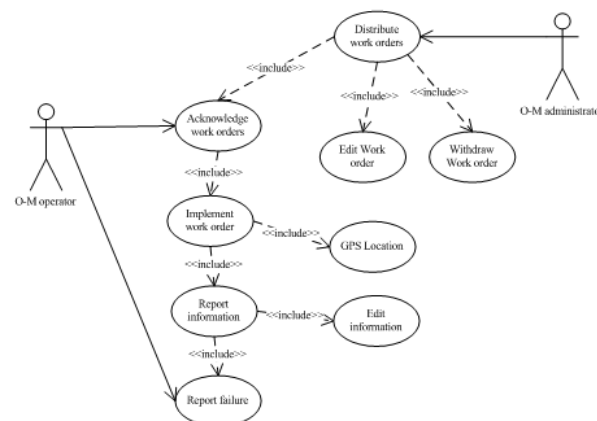 Distribute
work orders
<<include>>
<<include>>
<<include>>
O-M administrato
Acknowledge
work orders
Edit Work
order
Withdraw
Work order
<<include>>
O-M operator
Implement
work order
<<include>>
GPS Location
<<include>>
Report
information
<<include>>
Edit
information
<<include>>
Report failure